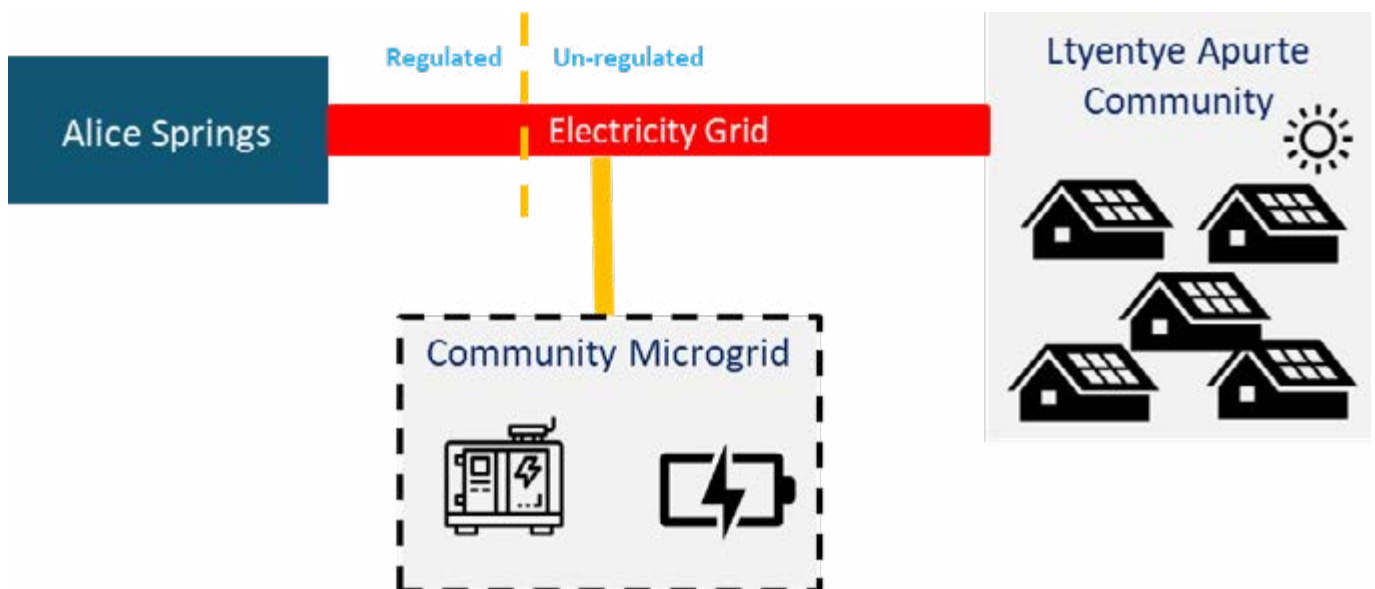 Regulated
Un-regulated
Ltyentye Apurte
Community
Alice Springs
Electricity Grid
Community Microgrid